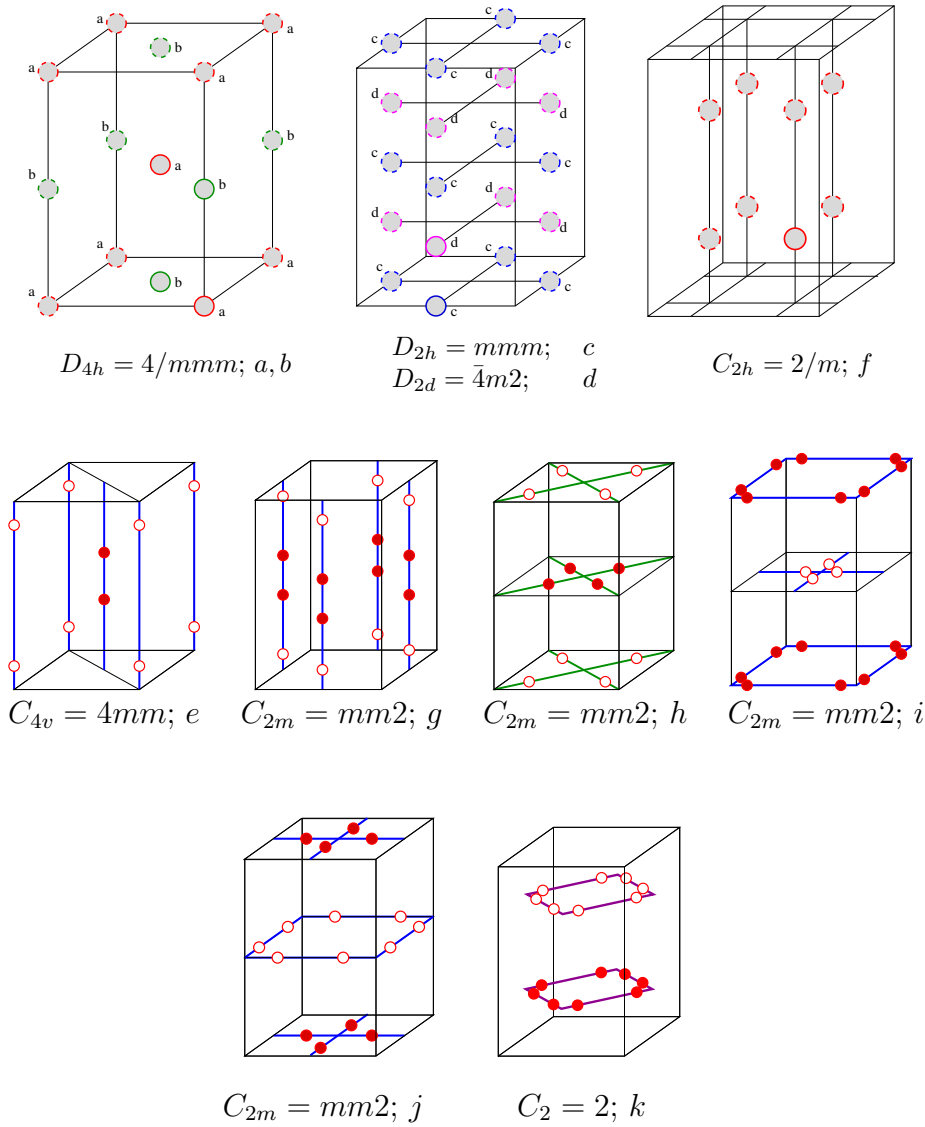 a
a
b
a
a
b
b
b
a
b
a
a
b
a
a
c
c
c
c
d
d
d
d
c
c
c
c
d
d
d
d
c
c
c
c
D₄ₕ = 4/mmm; a, b
D₂ₕ = mmm; c
D₂d = 4̄m2; d
C₂ₕ = 2/m; f
C₄ᵥ = 4mm; e
C₂ₘ = mm2; g
C₂ₘ = mm2; h
C₂ₘ = mm2; i
C₂ₘ = mm2; j
C₂ = 2; k